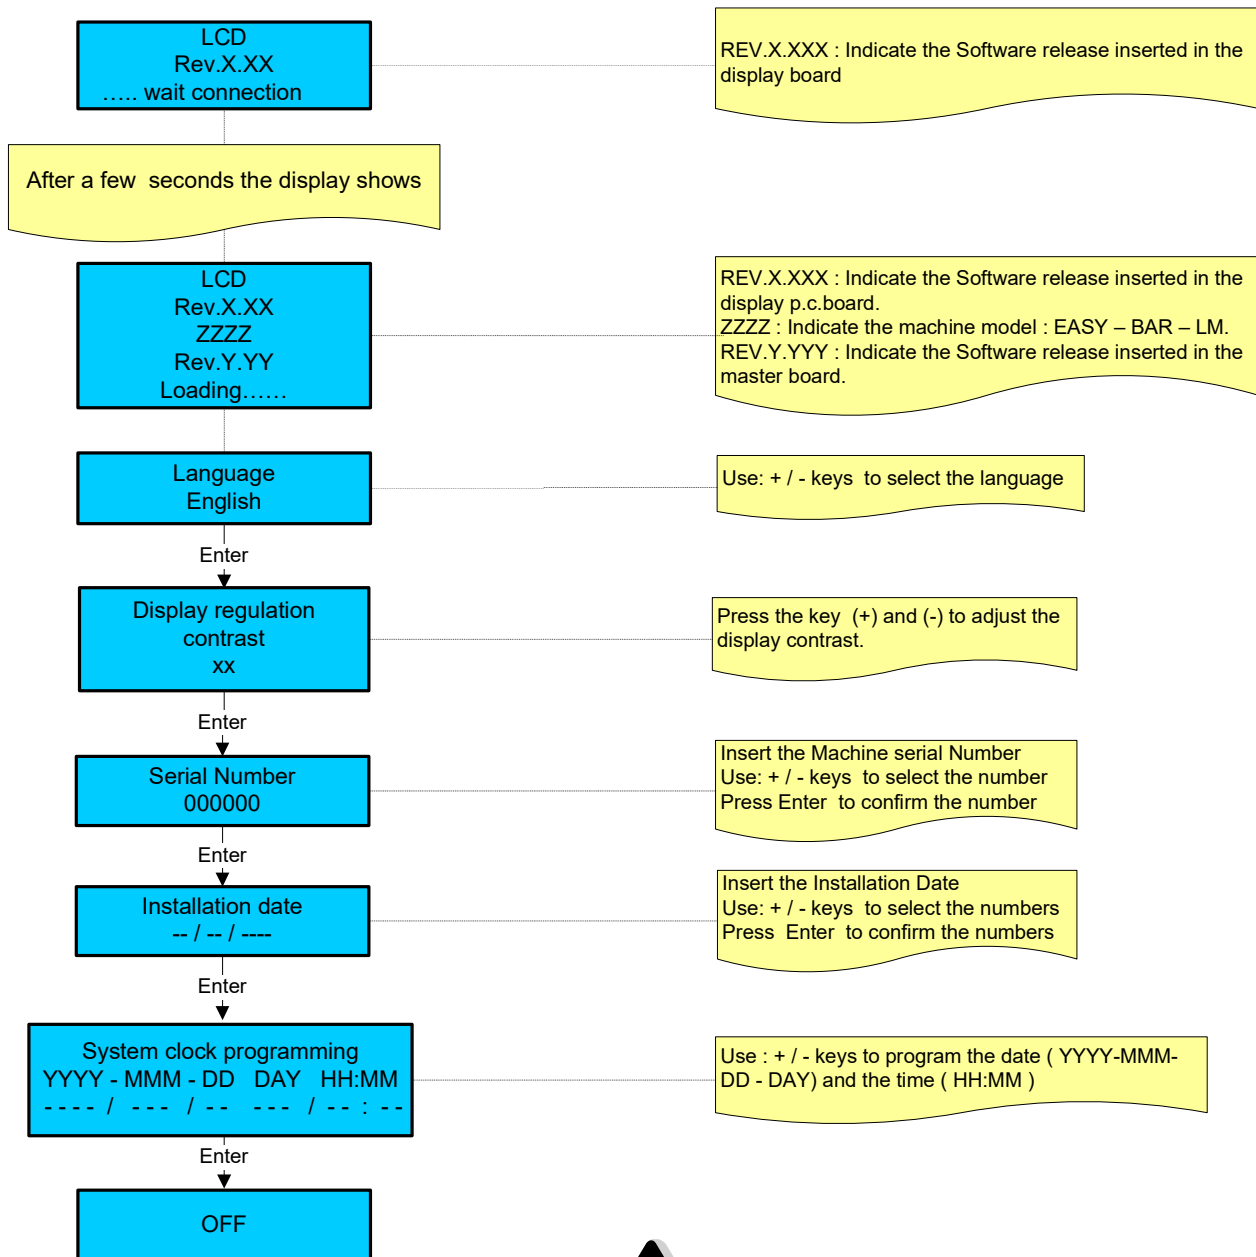 LCD
Rev.X.XX
..... wait connection
REV.X.XXX : Indicate the Software release inserted in the
display board
After a few  seconds the display shows
LCD
Rev.X.XX
ZZZZ
Rev.Y.YY
Loading......
REV.X.XXX : Indicate the Software release inserted in the
display p.c.board.
ZZZZ : Indicate the machine model : EASY – BAR – LM.
REV.Y.YYY : Indicate the Software release inserted in the
master board.
Language
English
Use: + / - keys  to select the language
Enter
Display regulation
contrast
xx
Press the key  (+) and (-) to adjust the
display contrast.
Enter
Serial Number
000000
Insert the Machine serial Number
Use: + / - keys  to select the number
Press Enter  to confirm the number
Enter
Installation date
-- / -- / ----
Insert the Installation Date
Use: + / - keys  to select the numbers
Press  Enter  to confirm the numbers
Enter
System clock programming
YYYY - MMM - DD   DAY   HH:MM
- - - - /  - - -  / - -   - - -  / - - : - -
Use : + / - keys to program the date ( YYYY-MMM-
DD - DAY) and the time ( HH:MM )
Enter
OFF